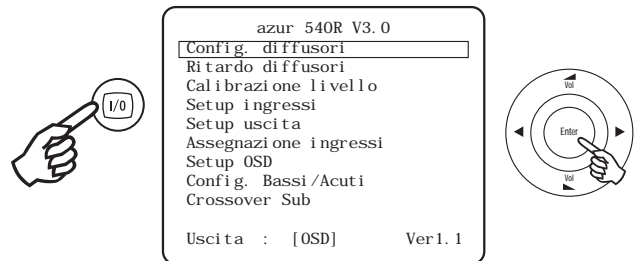 azur 540R V3.0
Config. diffusori
Ritardo diffusori
Calibrazione livello
Setup ingressi
Setup uscita
Assegnazione ingressi
Setup OSD
Config. Bassi/Acuti
Crossover Sub
Uscita : [OSD] Ver1.1
I/0
Vol
Enter
Vol